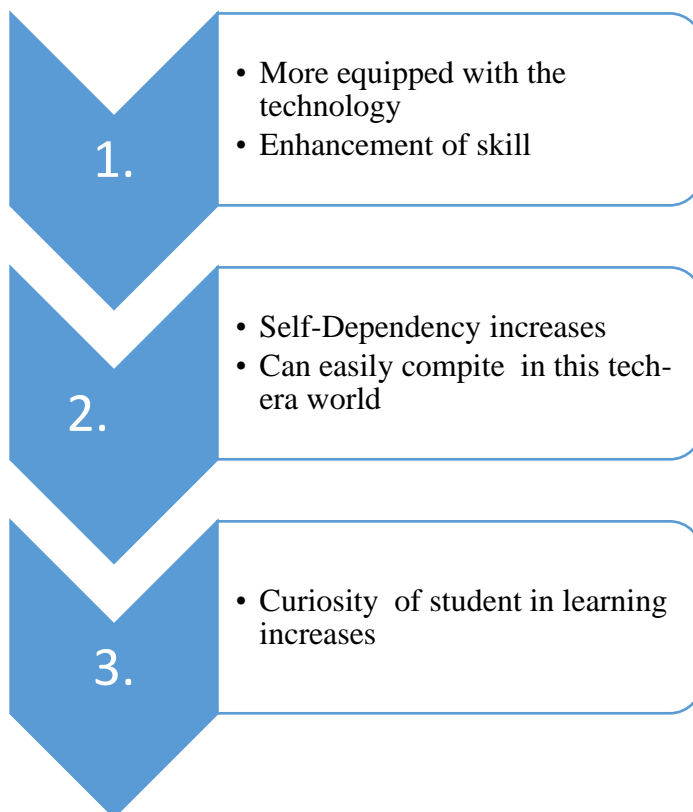 1.
• More equipped with the
technology
• Enhancement of skill
2.
• Self-Dependency increases
• Can easily compite  in this tech-
era world
3.
• Curiosity  of student in learning
increases